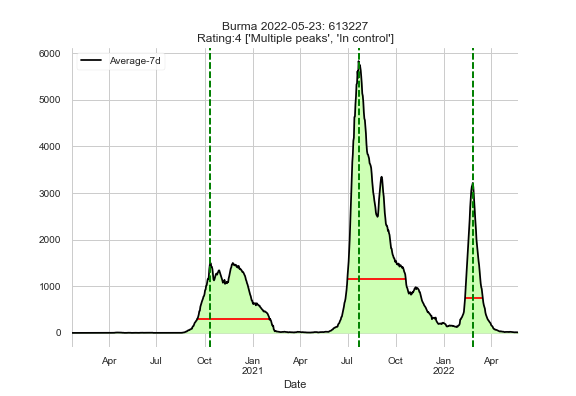 Burma 2022-05-23: 613227
Rating:4 ['Multiple peaks', 'In control']
Average-7d
6000
5000
4000
3000
2000
1000
0
Apr Jul Oct Jan Apr Jul Oct Jan Apr
2021 2022
Date